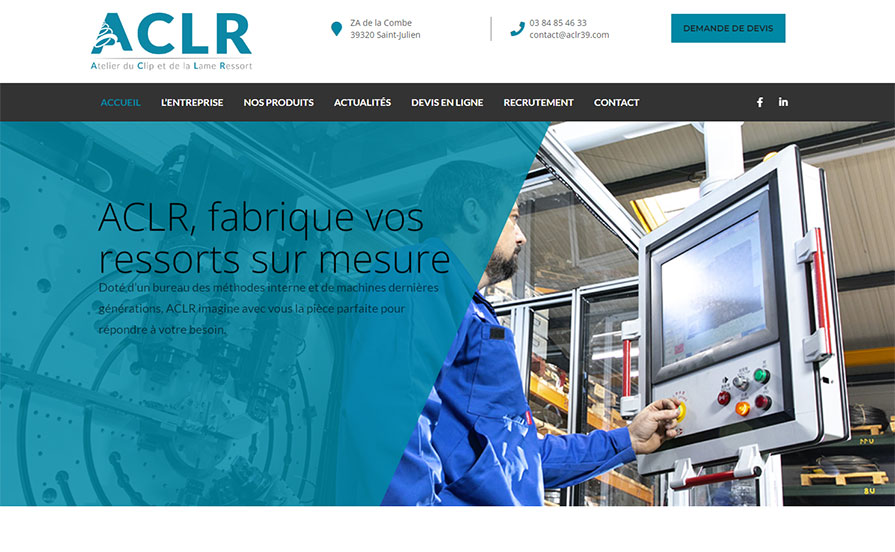 ACLR
Atelier du Clip et de la Lame Ressort
ZA de la Combe
39320 Saint-Julien
03 84 85 46 33
contact@aclr39.com
DEMANDE DE DEVIS
ACCUEIL L'ENTREPRISE NOS PRODUITS ACTUALITÉS DEVIS EN LIGNE RECRUTEMENT CONTACT
ACLR, fabrique vos
ressorts sur mesure
Doté d'un bureau des méthodes interne et de machines dernières
générations, ACLR imagine avec vous la pièce parfaite pour
répondre à votre besoin.